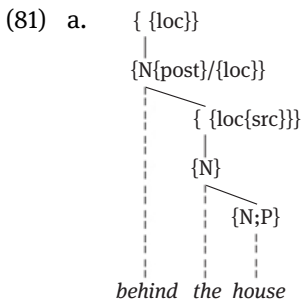 (81) a. { {loc}}
{N{post}/{loc}}
{ {loc{src}}}
{N}
{N;P}
behind the house